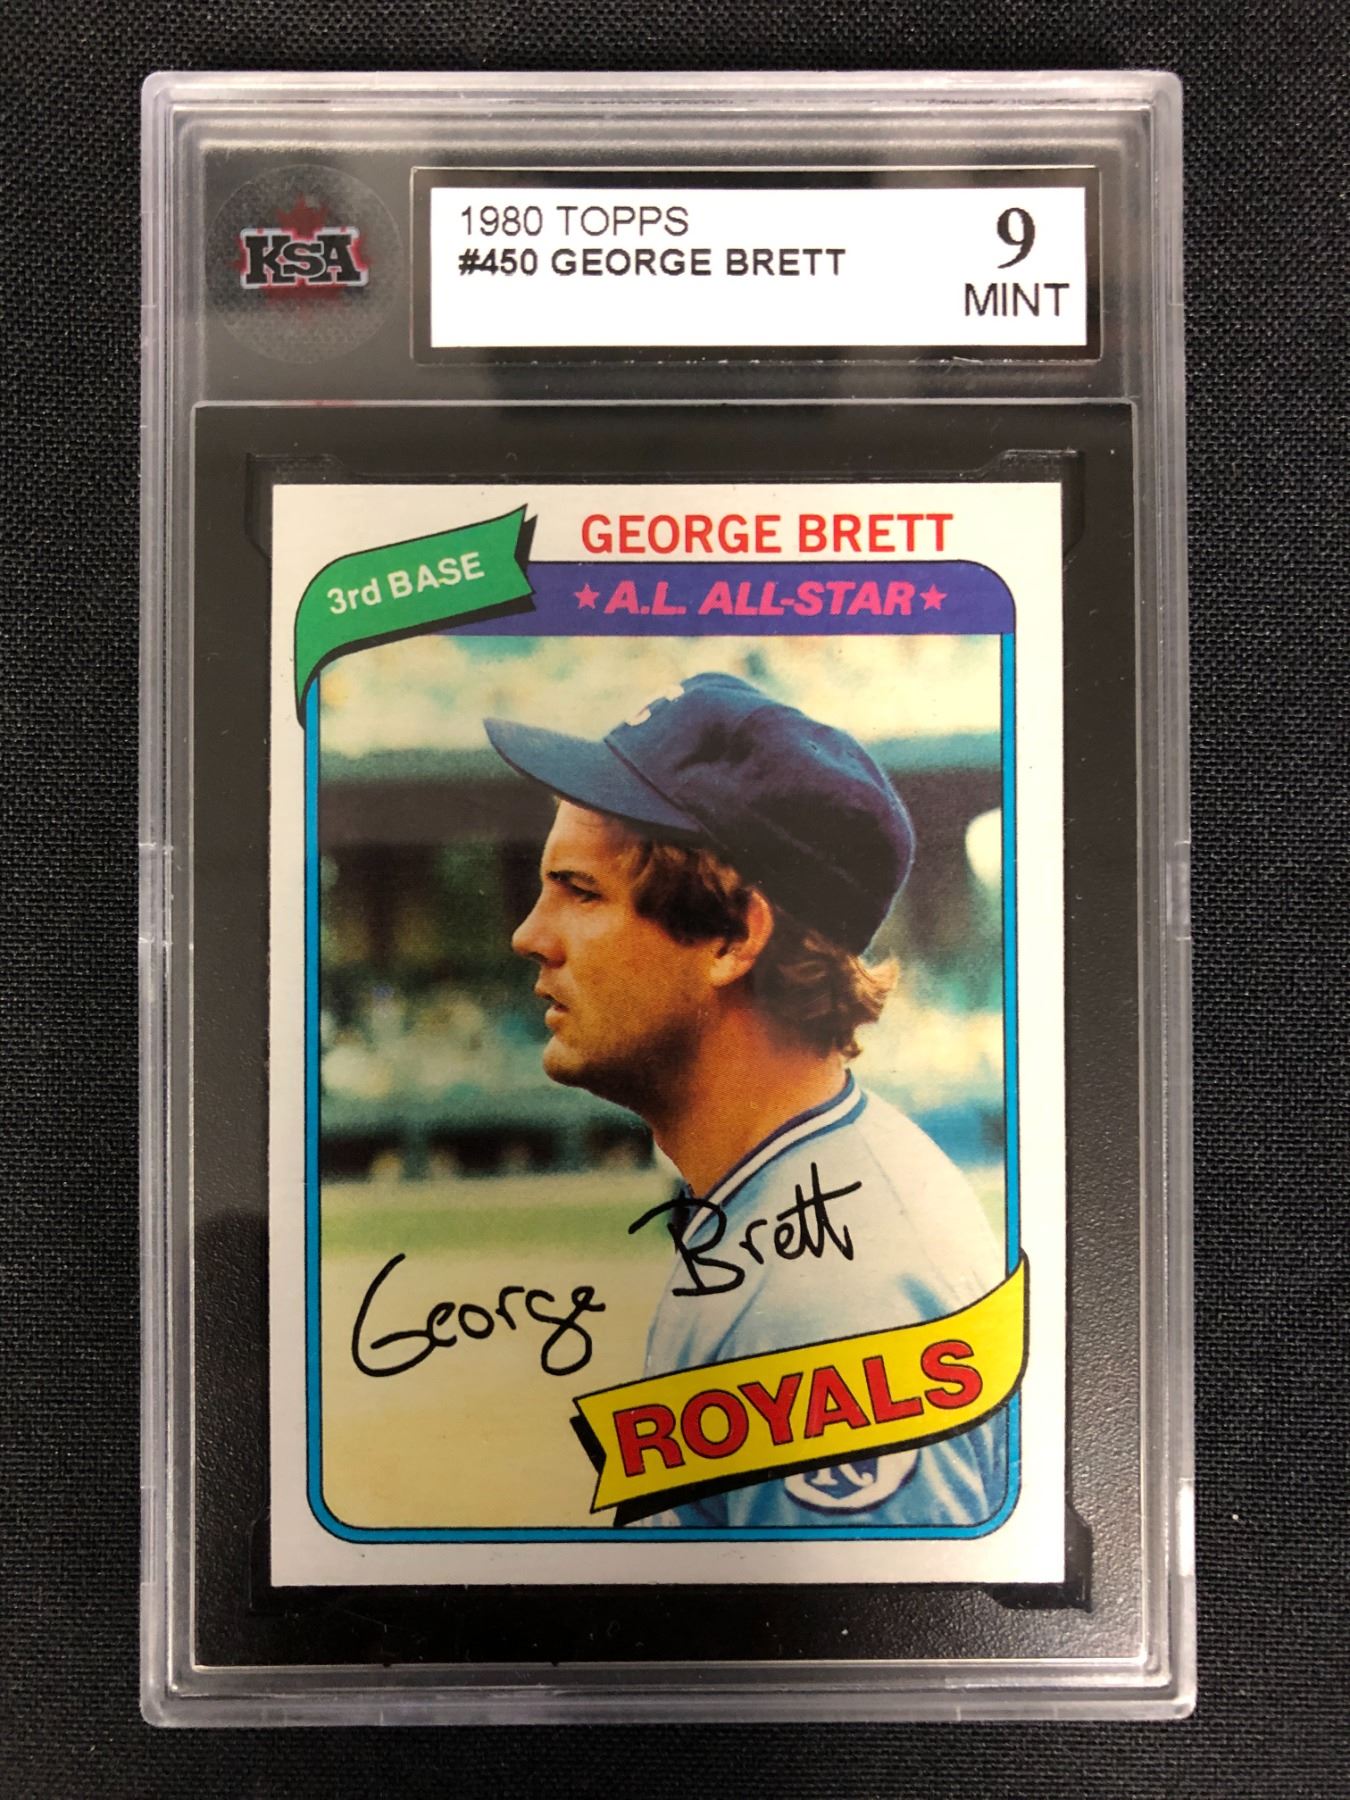 KSA
1980 TOPPS
#450 GEORGE BRETT
9
MINT
GEORGE BRETT
3rd BASE
★A.L. ALL-STAR★
George Brett
ROYALS